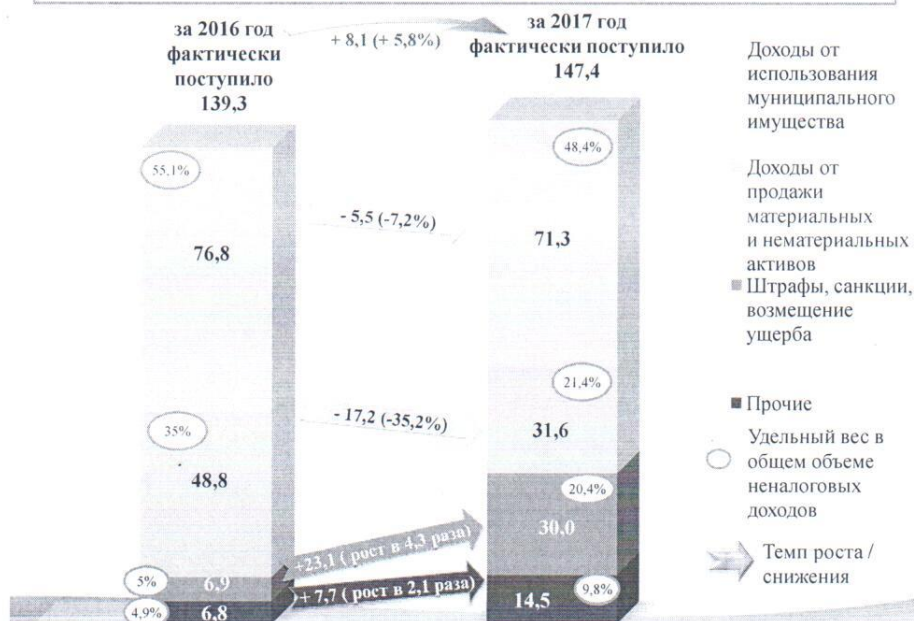 за 2016 год
фактически
поступило
139,3
+ 8,1 (+ 5,8%)
за 2017 год
фактически поступило
147,4
55,1%
76,8
- 5,5 (-7,2%)
48,4%
71,3
35%
48,8
- 17,2 (-35,2%)
21,4%
31,6
5%
6,9
+23,1 ( рост в 4,3 раза)
20,4%
30,0
4,9%
6,8
+ 7,7 ( рост в 2,1 раза)
9,8%
14,5
Доходы от
использования
муниципального
имущества
Доходы от
продажи
материальных
и нематериальных
активов
Штрафы, санкции,
возмещение
ущерба
Прочие
Удельный вес в
общем объеме
неналоговых
доходов
Темп роста /
снижения